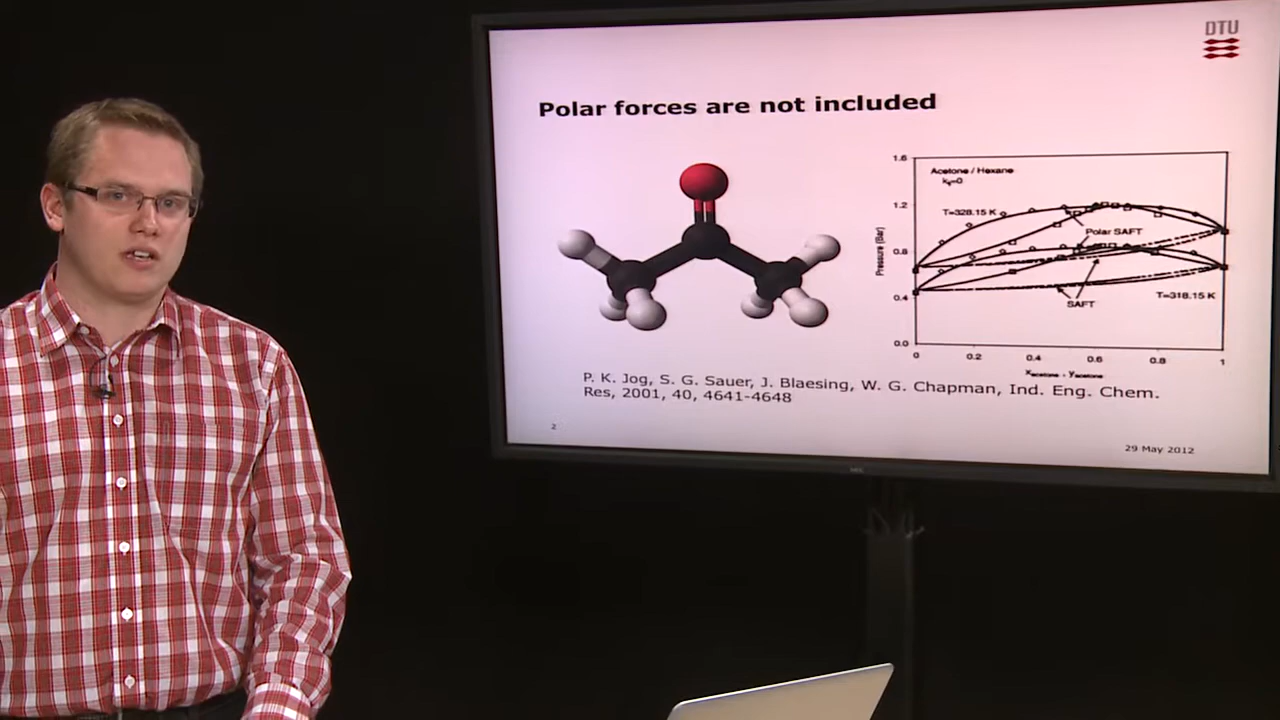 DTU
Polar forces are not included
1.6
Acetone / Hexane
1.2
T=328.15 K
Polar SAFT
Pressure (Bar)
0.8
0.4
SAFT
T=318.15 K
0.0
0
0.2
0.4
0.6
0.8
1
Xacetone , Yacetone
P. K. Jog, S. G. Sauer, J. Blaesing, W. G. Chapman, Ind. Eng. Chem.
Res, 2001, 40, 4641-4648
2
29 May 2012